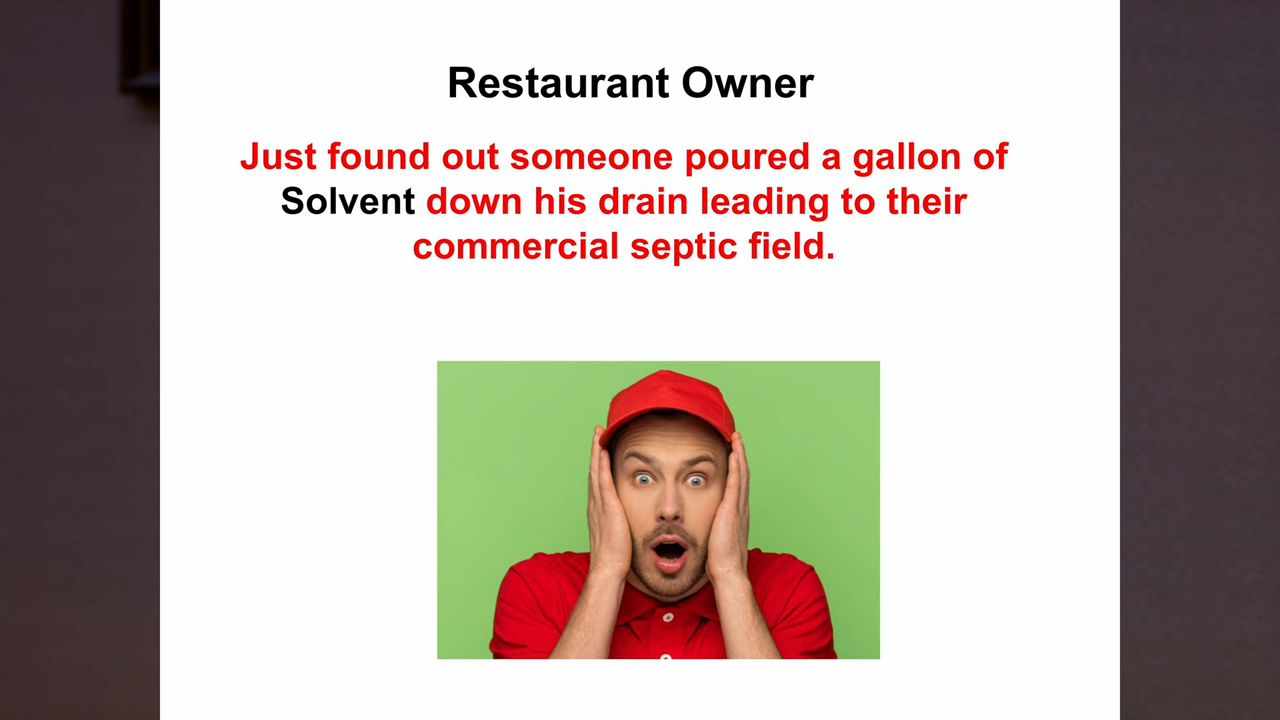 Restaurant Owner
Just found out someone poured a gallon of
Solvent down his drain leading to their
commercial septic field.